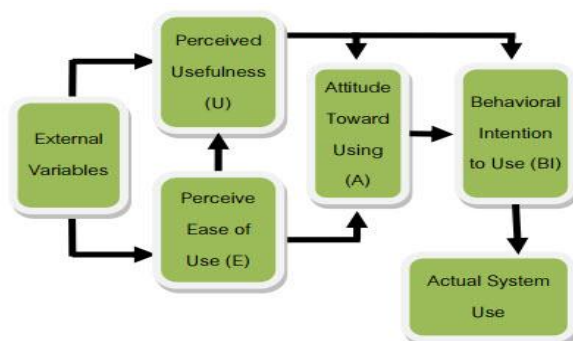 Perceived
Usefulness
(U)
External
Variables
Perceive
Ease of
Use (E)
Attitude
Toward
Using
(A)
Behavioral
Intention
to Use (BI)
Actual System
Use